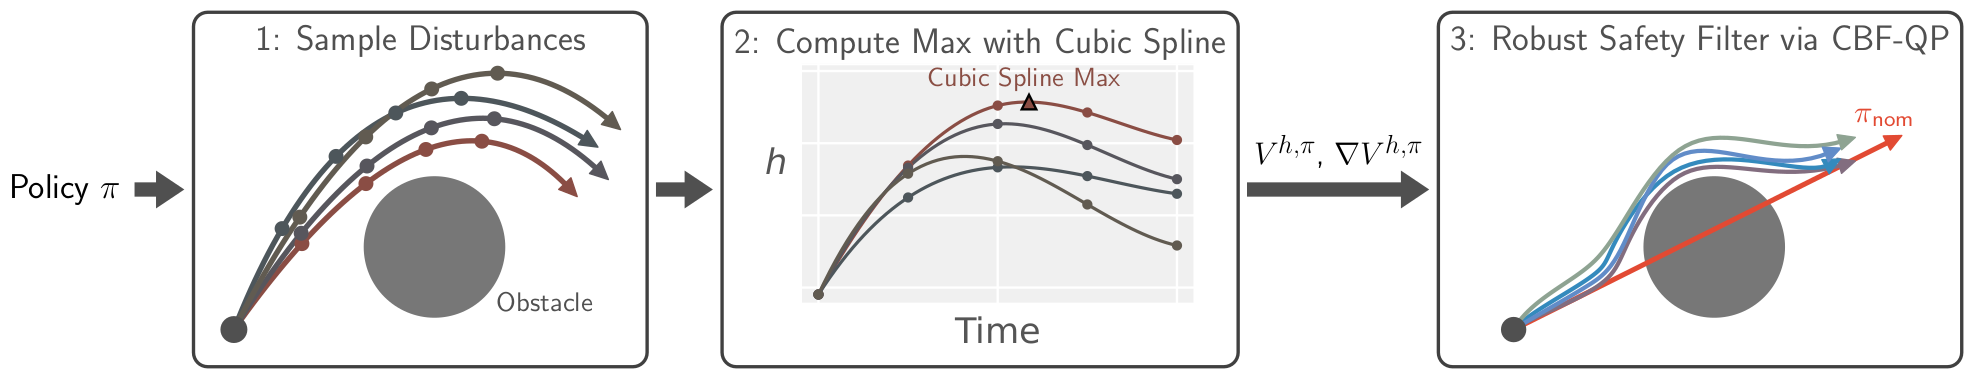 Policy π
1: Sample Disturbances
Obstacle
2: Compute Max with Cubic Spline
Cubic Spline Max
h
Time
V^{h,π}, ∇V^{h,π}
3: Robust Safety Filter via CBF-QP
π_nom